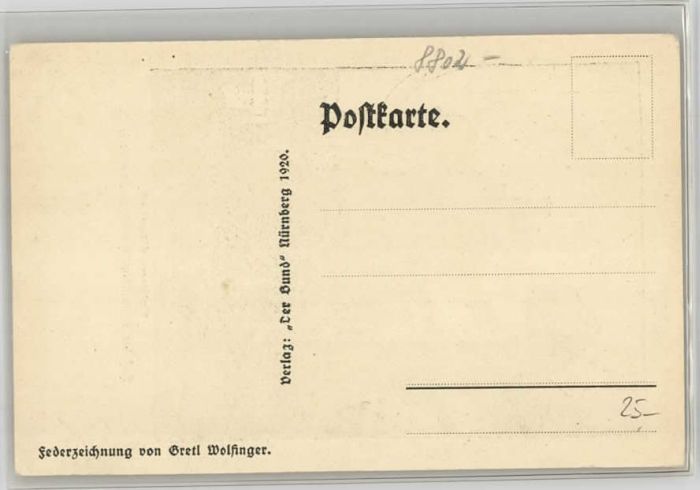 8802-
Postkarte.
Verlag: „Der Bund" Nürnberg 1920.
25-
Federzeichnung von Gretl Wolfinger.